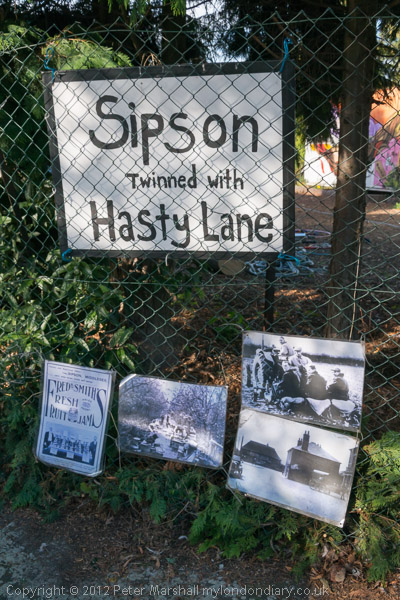 Sipson
Twinned with
Hasty Lane
FRED SMITH'S
FRESH
FRUIT
JAMS
Copyright © 2012 Peter Marshall mylondondiary.co.uk